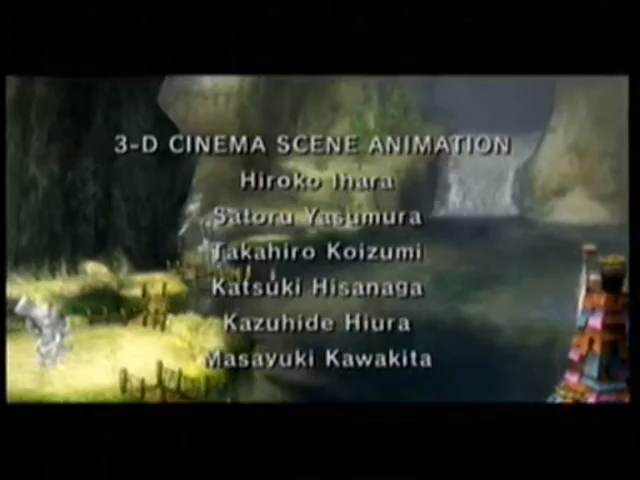 3-D CINEMA SCENE ANIMATION
Hiroko Ihara
Satoru Yasumura
Takahiro Koizumi
Katsuki Hisanaga
Kazuhide Hiura
Masayuki Kawakita